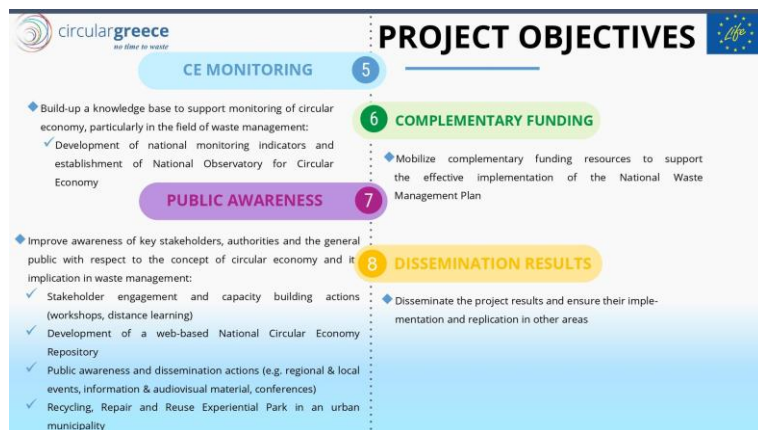 circulargreece
no time to waste
PROJECT OBJECTIVES
Life
CE MONITORING 5
Build-up a knowledge base to support monitoring of circular
economy, particularly in the field of waste management:
Development of national monitoring indicators and
establishment of National Observatory for Circular
Economy
6 COMPLEMENTARY FUNDING
Mobilize complementary funding resources to support
the effective implementation of the National Waste
Management Plan
PUBLIC AWARENESS 7
Improve awareness of key stakeholders, authorities and the general
public with respect to the concept of circular economy and it
implication in waste management:
Stakeholder engagement and capacity building actions
(workshops, distance learning)
Development of a web-based National Circular Economy
Repository
Public awareness and dissemination actions (e.g. regional & local
events, information & audiovisual material, conferences)
Recycling, Repair and Reuse Experiential Park in an urban
municipality
8 DISSEMINATION RESULTS
Disseminate the project results and ensure their imple-
mentation and replication in other areas